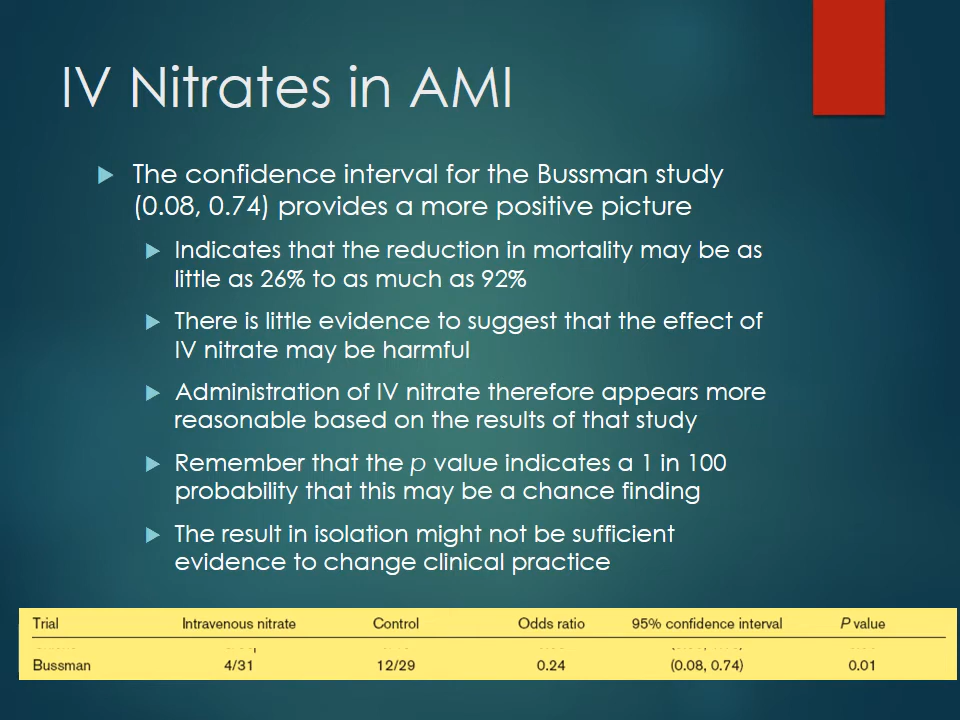 IV Nitrates in AMI
The confidence interval for the Bussman study
(0.08, 0.74) provides a more positive picture
Indicates that the reduction in mortality may be as
little as 26% to as much as 92%
There is little evidence to suggest that the effect of
IV nitrate may be harmful
Administration of IV nitrate therefore appears more
reasonable based on the results of that study
Remember that the p value indicates a 1 in 100
probability that this may be a chance finding
The result in isolation might not be sufficient
evidence to change clinical practice
Trial Intravenous nitrate Control Odds ratio 95% confidence interval P value
Bussman 4/31 12/29 0.24 (0.08, 0.74) 0.01